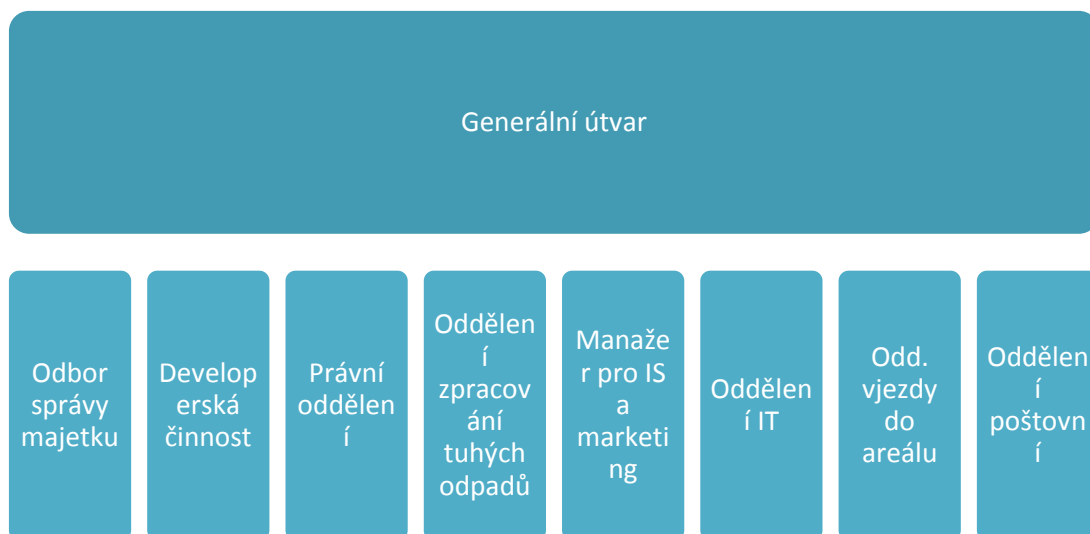 Generální útvar
Odbor
správy
majetku
Develop
erská
činnost
Právní
oddělen
í
Oddělen
í
zpracov
ání
tuhých
odpadů
Manaže
r pro IS
a
marketi
ng
Oddělen
í IT
Odd.
vjezdy
do
areálu
Oddělen
í
poštovn
í